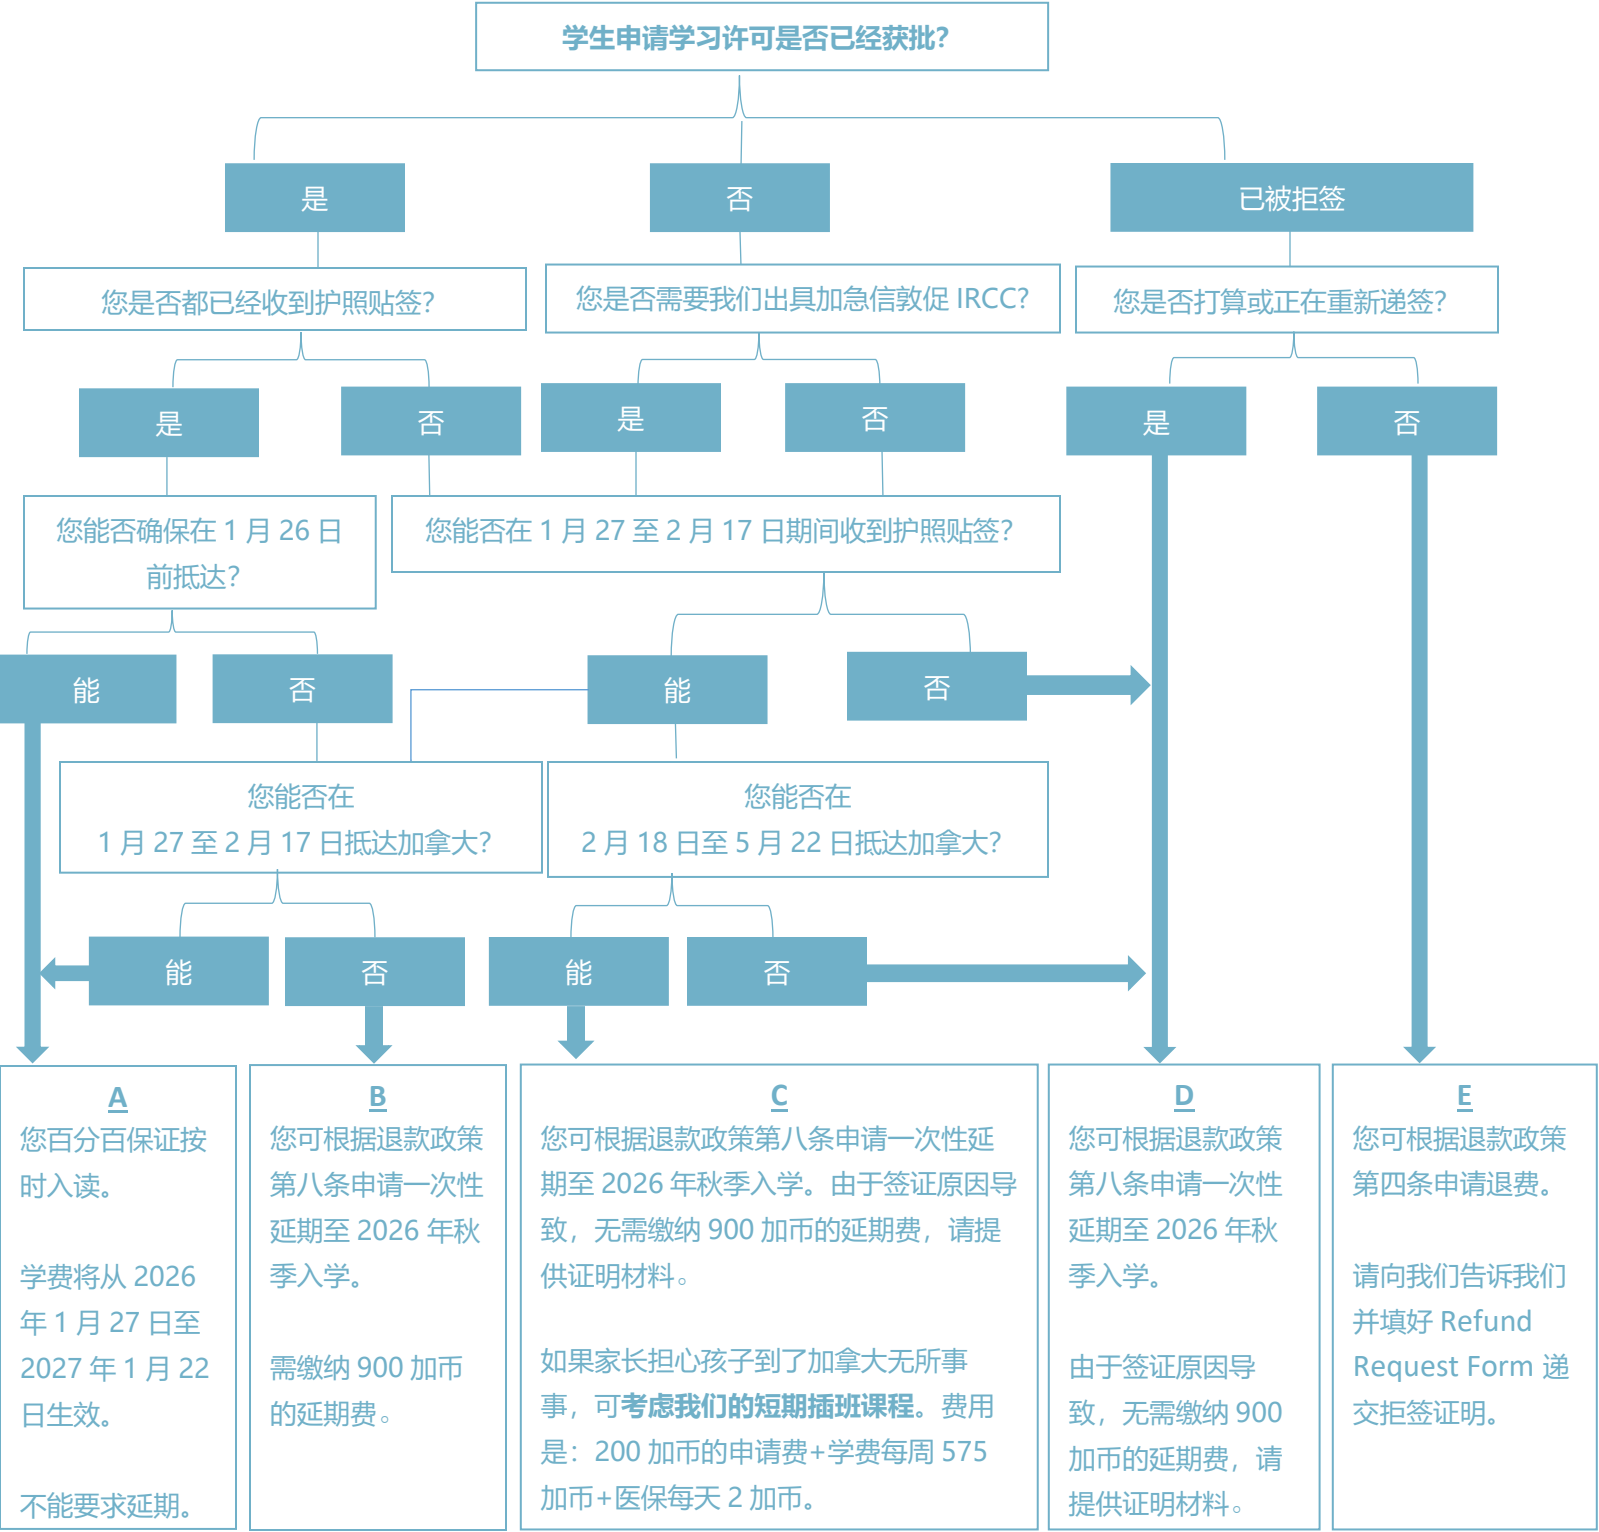 学生申请学习许可是否已经获批？
是
否
已被拒签
您是否都已经收到护照贴签？
您是否需要我们出具加急信敦促 IRCC？
您是否打算或正在重新递签？
是
否
是
否
是
否
您能否确保在 1 月 26 日
前抵达？
您能否在 1 月 27 至 2 月 17 日期间收到护照贴签？
能
否
能
否
您能否在
1 月 27 至 2 月 17 日抵达加拿大？
您能否在
2 月 18 日至 5 月 22 日抵达加拿大？
能
否
能
否
A
您百分百保证按
时入读。
学费将从 2026
年 1 月 27 日至
2027 年 1 月 22
日生效。
不能要求延期。
B
您可根据退款政策
第八条申请一次性
延期至 2026 年秋
季入学。
需缴纳 900 加币
的延期费。
C
您可根据退款政策第八条申请一次性延
期至 2026 年秋季入学。由于签证原因导
致，无需缴纳 900 加币的延期费，请提
供证明材料。
如果家长担心孩子到了加拿大无所事
事，可考虑我们的短期插班课程。费用
是：200 加币的申请费+学费每周 575
加币+医保每天 2 加币。
D
您可根据退款政策
第八条申请一次性
延期至 2026 年秋
季入学。
由于签证原因导
致，无需缴纳 900
加币的延期费，请
提供证明材料。
E
您可根据退款政策
第四条申请退费。
请向我们告诉我们
并填好 Refund
Request Form 递
交拒签证明。